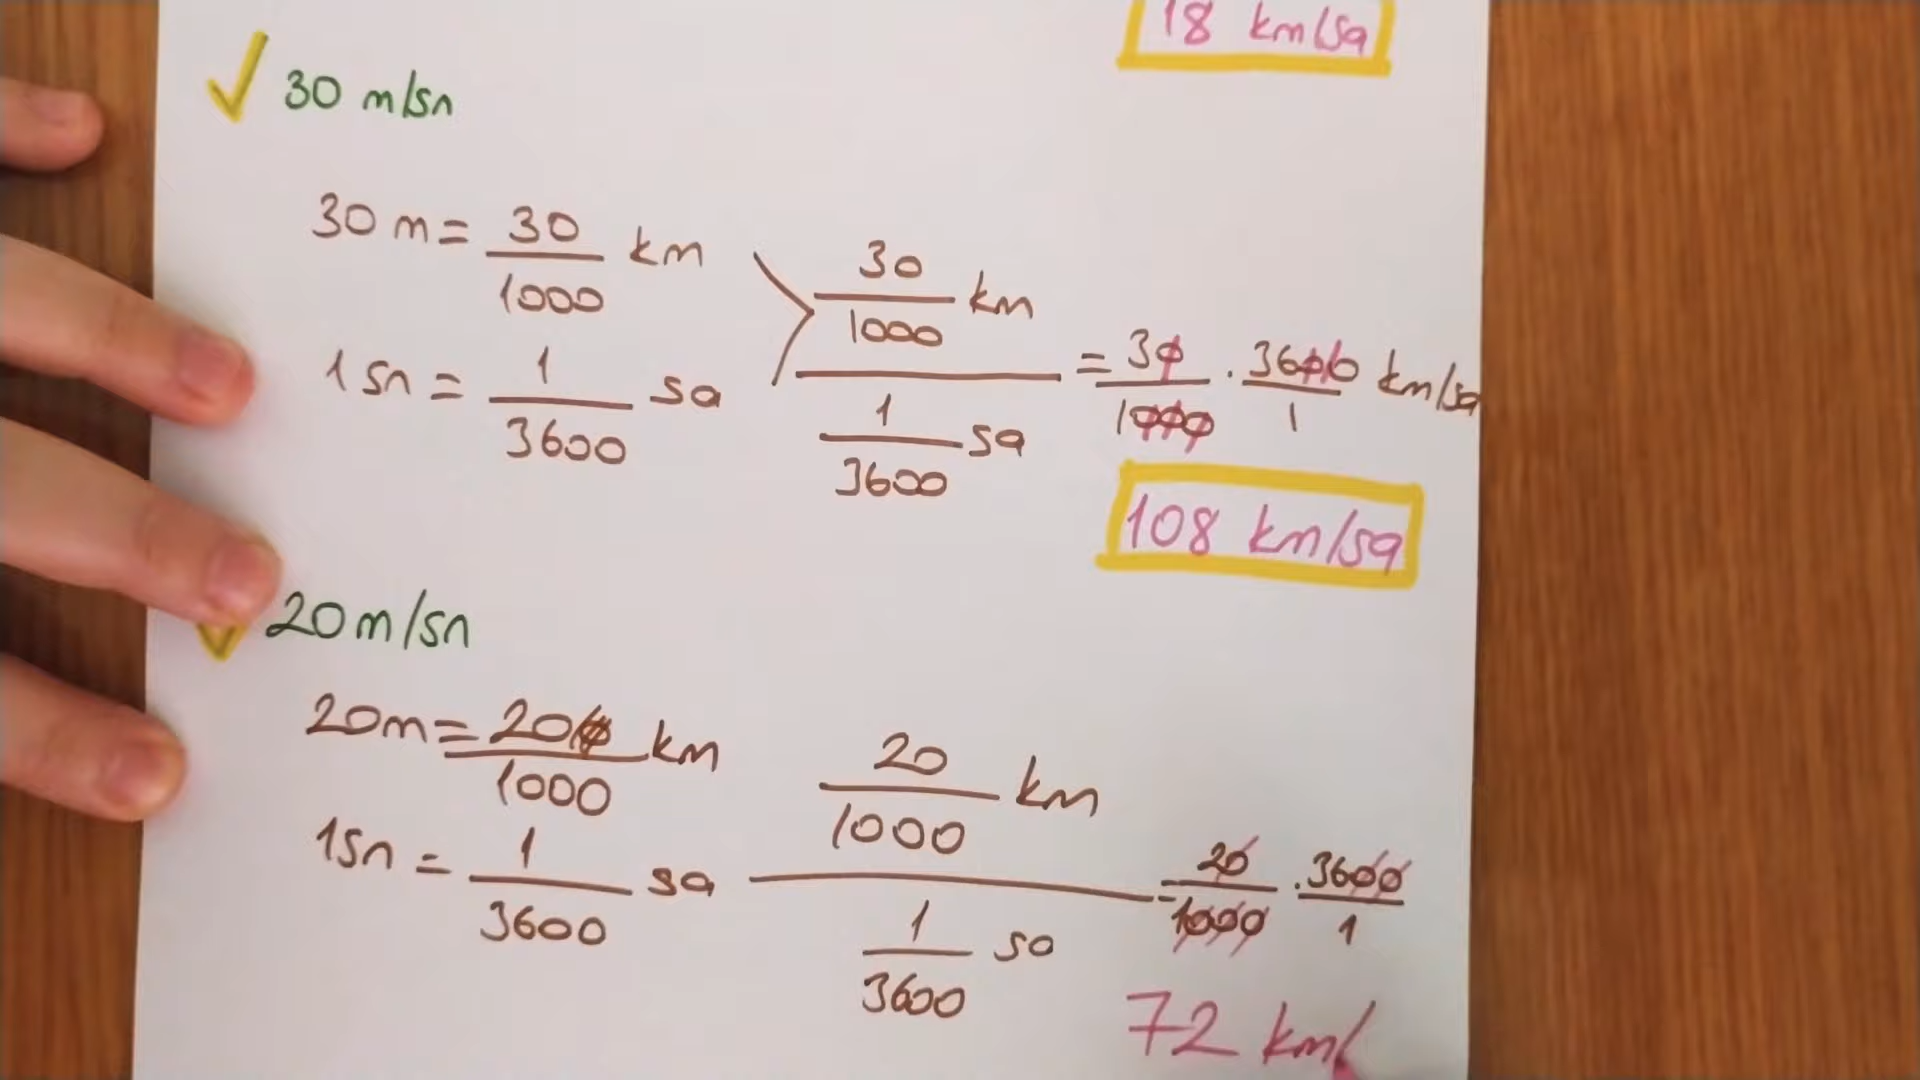 18 km/sa
30 m/sn
30 m = 30/1000 km
1 sn = 1/3600 sa
30/1000 km / 1/3600 sa = 30/1000 . 3600/1 km/sa
108 km/sa
20 m/sn
20m = 20/1000 km
1sn = 1/3600 sa
20/1000 km / 1/3600 sa = 20/1000 . 3600/1
72 km/